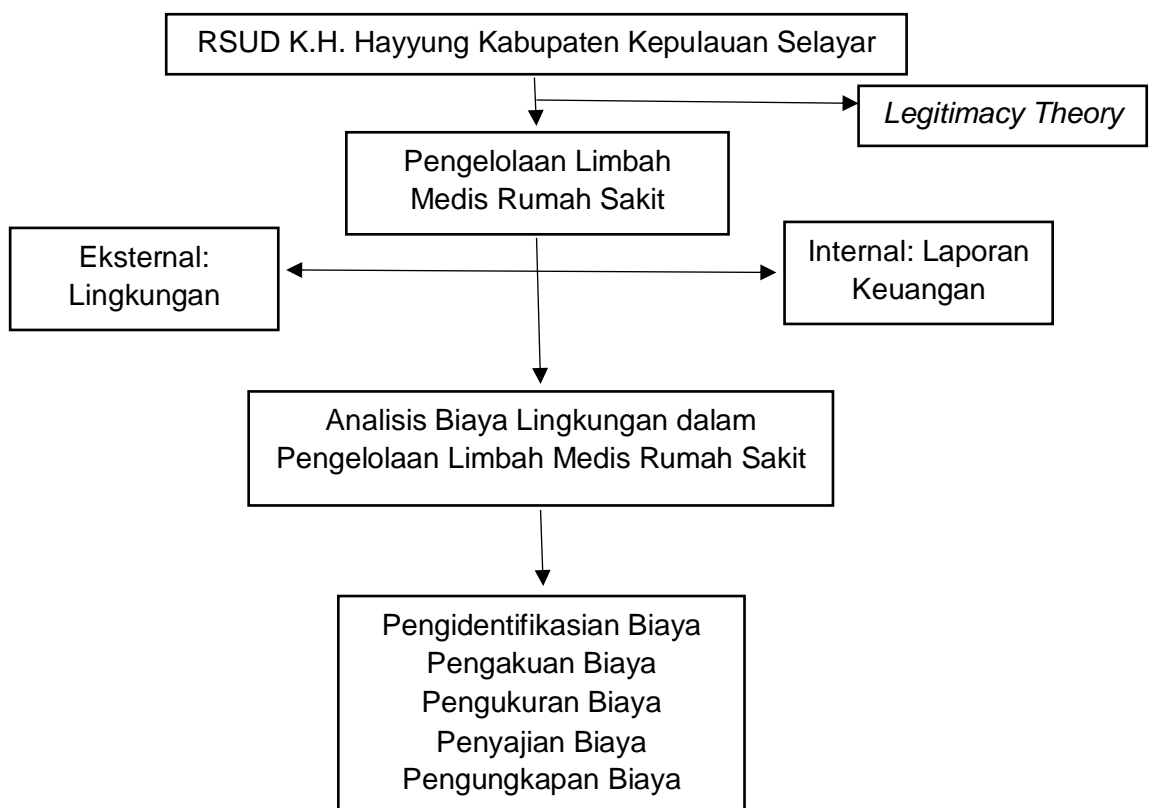 RSUD K.H. Hayyung Kabupaten Kepulauan Selayar
Legitimacy Theory
Pengelolaan Limbah
Medis Rumah Sakit
Eksternal:
Lingkungan
Internal: Laporan
Keuangan
Analisis Biaya Lingkungan dalam
Pengelolaan Limbah Medis Rumah Sakit
Pengidentifikasian Biaya
Pengakuan Biaya
Pengukuran Biaya
Penyajian Biaya
Pengungkapan Biaya